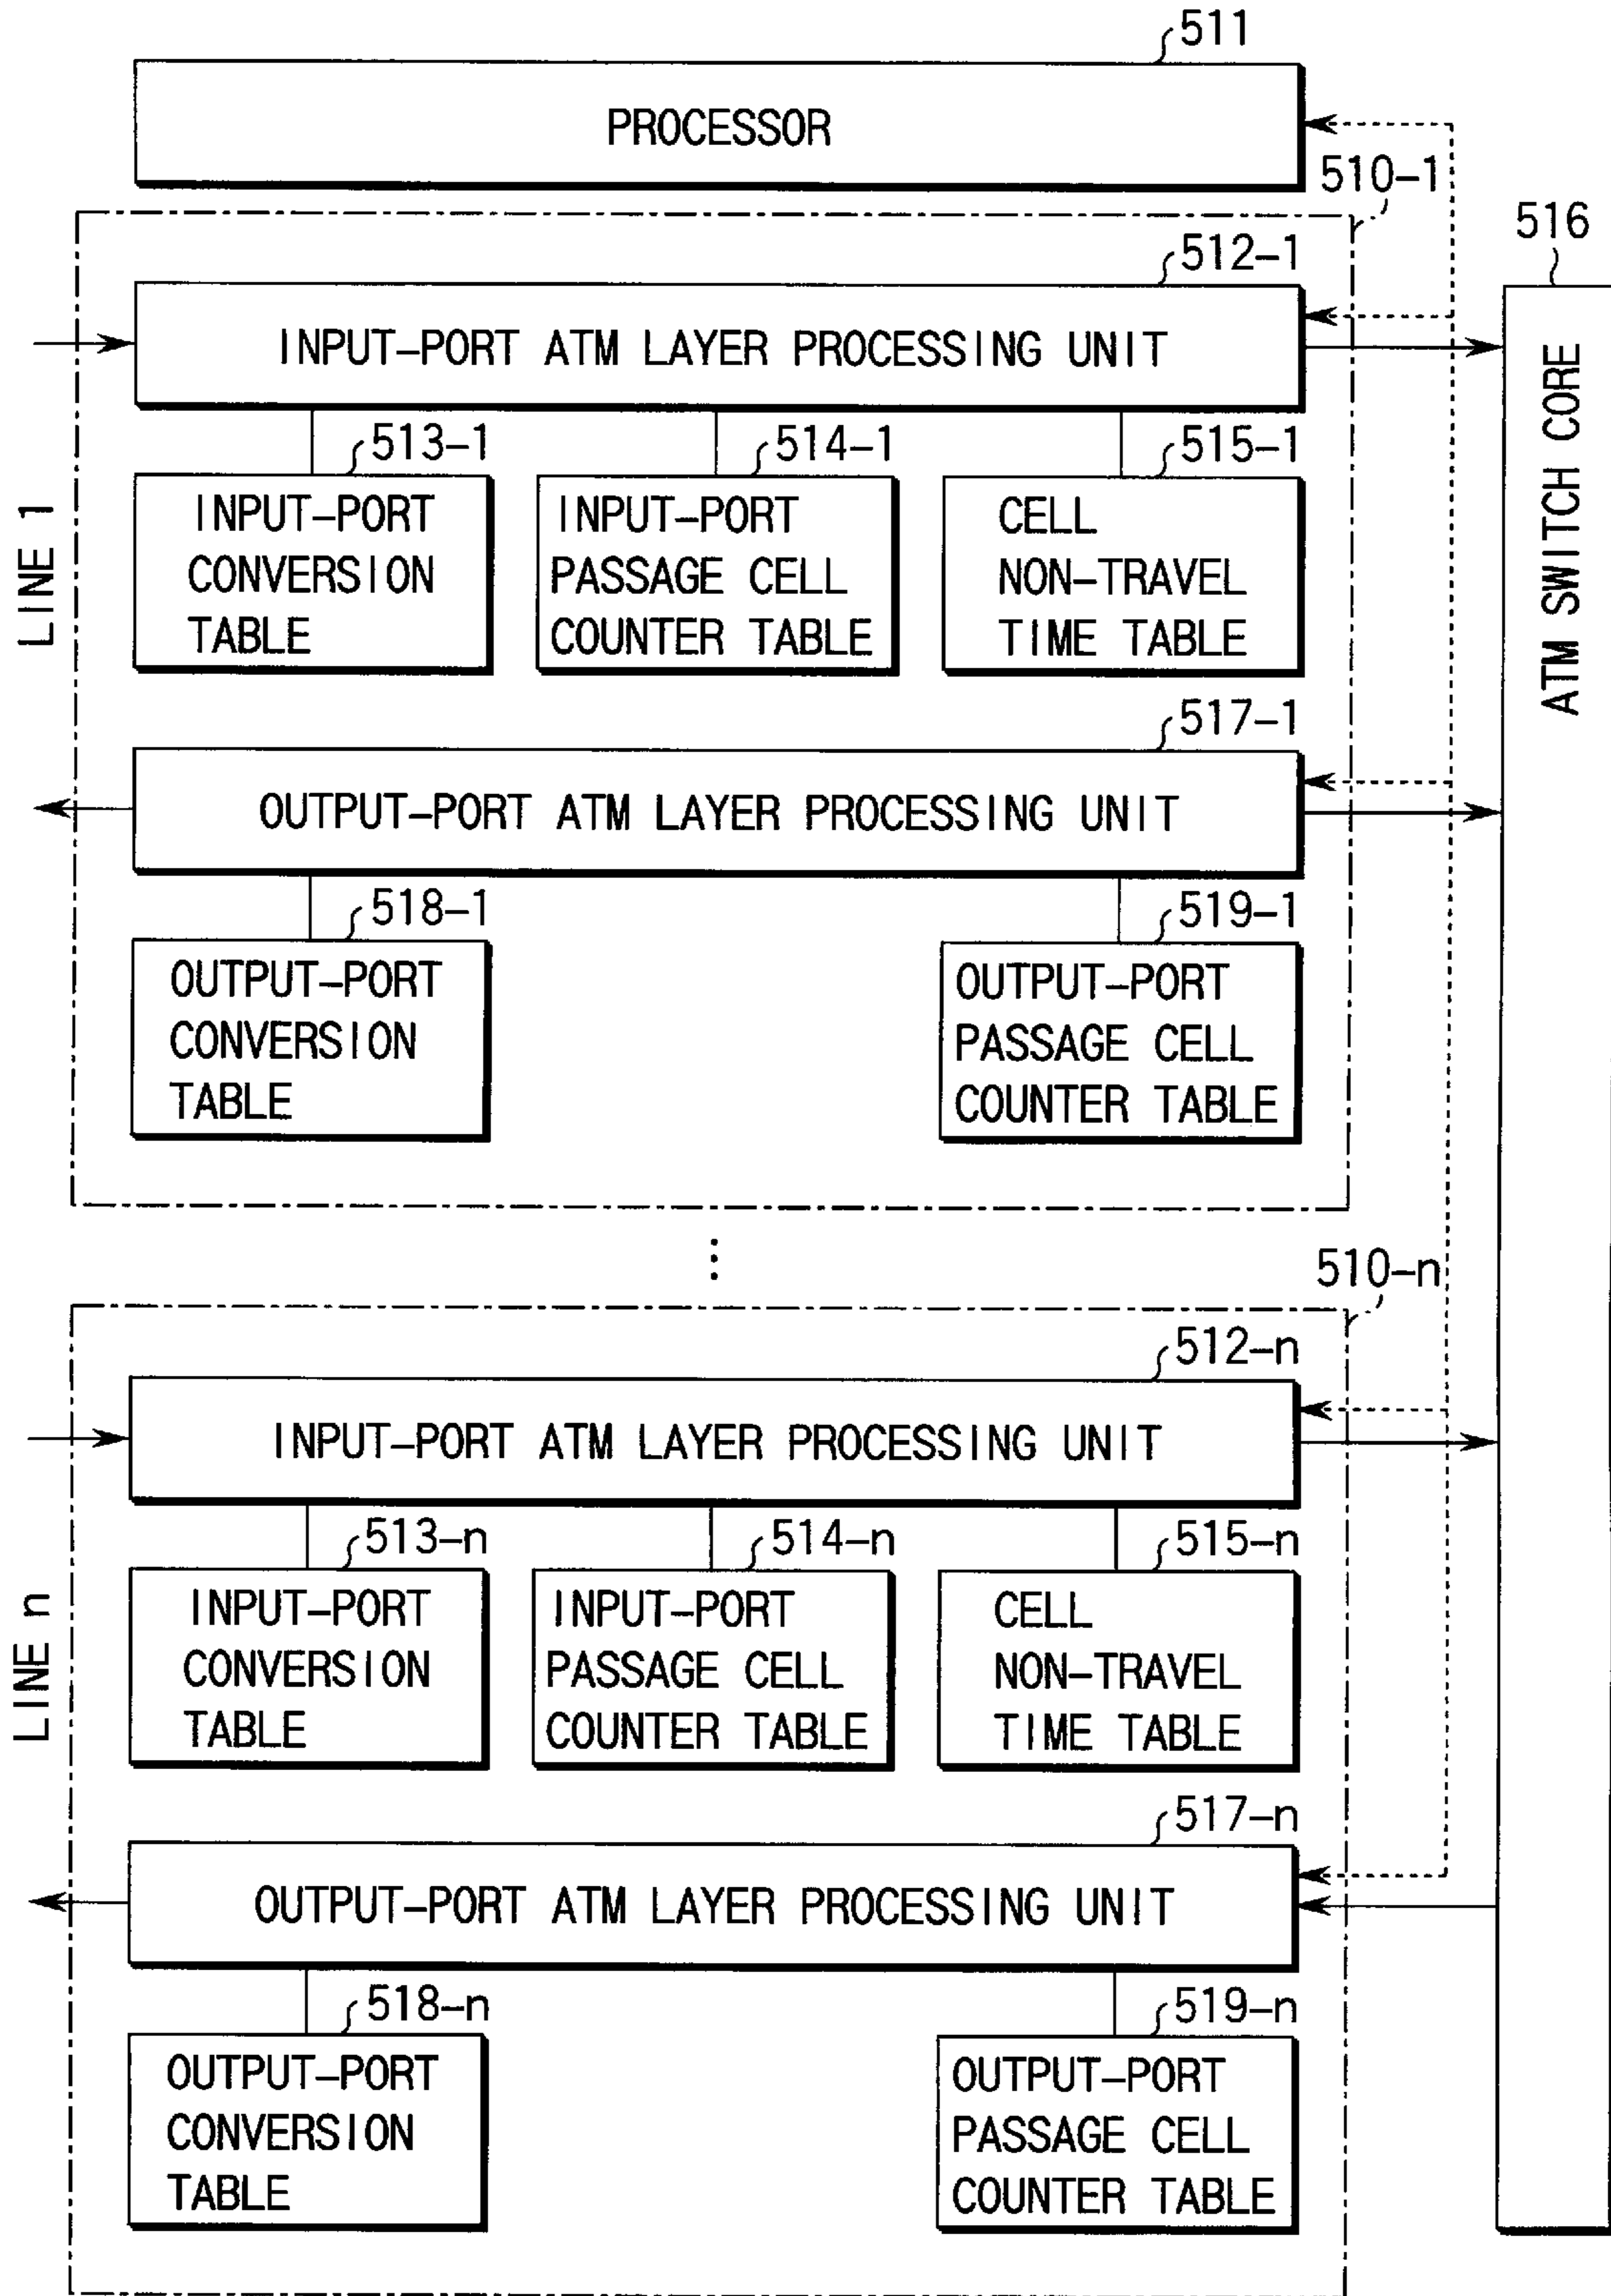 511
PROCESSOR
510-1
516
512-1
INPUT-PORT ATM LAYER PROCESSING UNIT
ATM SWITCH CORE
LINE 1
513-1
514-1
515-1
INPUT-PORT
CONVERSION
TABLE
INPUT-PORT
PASSAGE CELL
COUNTER TABLE
CELL
NON-TRAVEL
TIME TABLE
517-1
OUTPUT-PORT ATM LAYER PROCESSING UNIT
518-1
519-1
OUTPUT-PORT
CONVERSION
TABLE
OUTPUT-PORT
PASSAGE CELL
COUNTER TABLE
510-n
512-n
INPUT-PORT ATM LAYER PROCESSING UNIT
LINE n
513-n
514-n
515-n
INPUT-PORT
CONVERSION
TABLE
INPUT-PORT
PASSAGE CELL
COUNTER TABLE
CELL
NON-TRAVEL
TIME TABLE
517-n
OUTPUT-PORT ATM LAYER PROCESSING UNIT
518-n
519-n
OUTPUT-PORT
CONVERSION
TABLE
OUTPUT-PORT
PASSAGE CELL
COUNTER TABLE